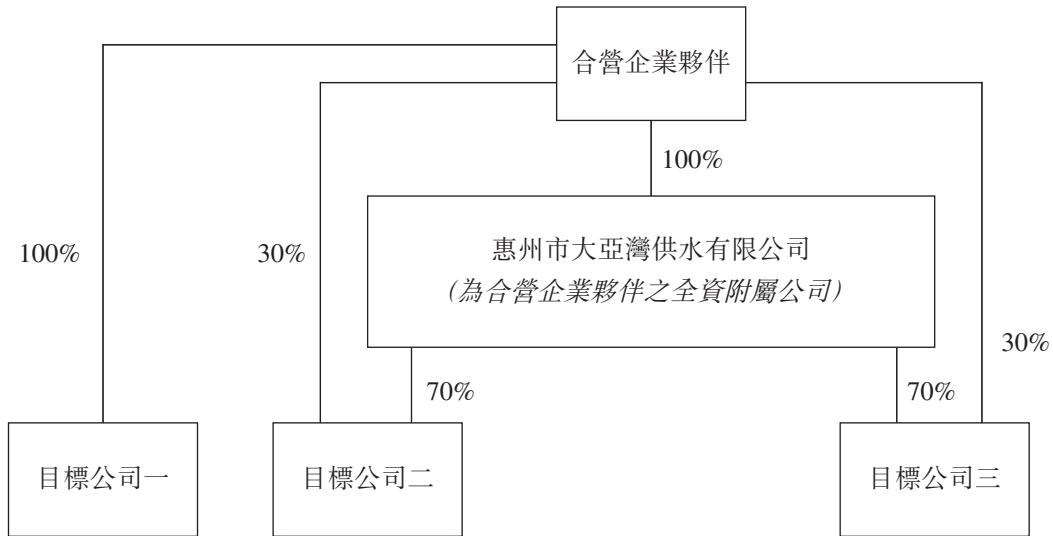 合營企業夥伴
100%
惠州市大亞灣供水有限公司
(為合營企業夥伴之全資附屬公司)
100%
30%
30%
70%
70%
目標公司一
目標公司二
目標公司三